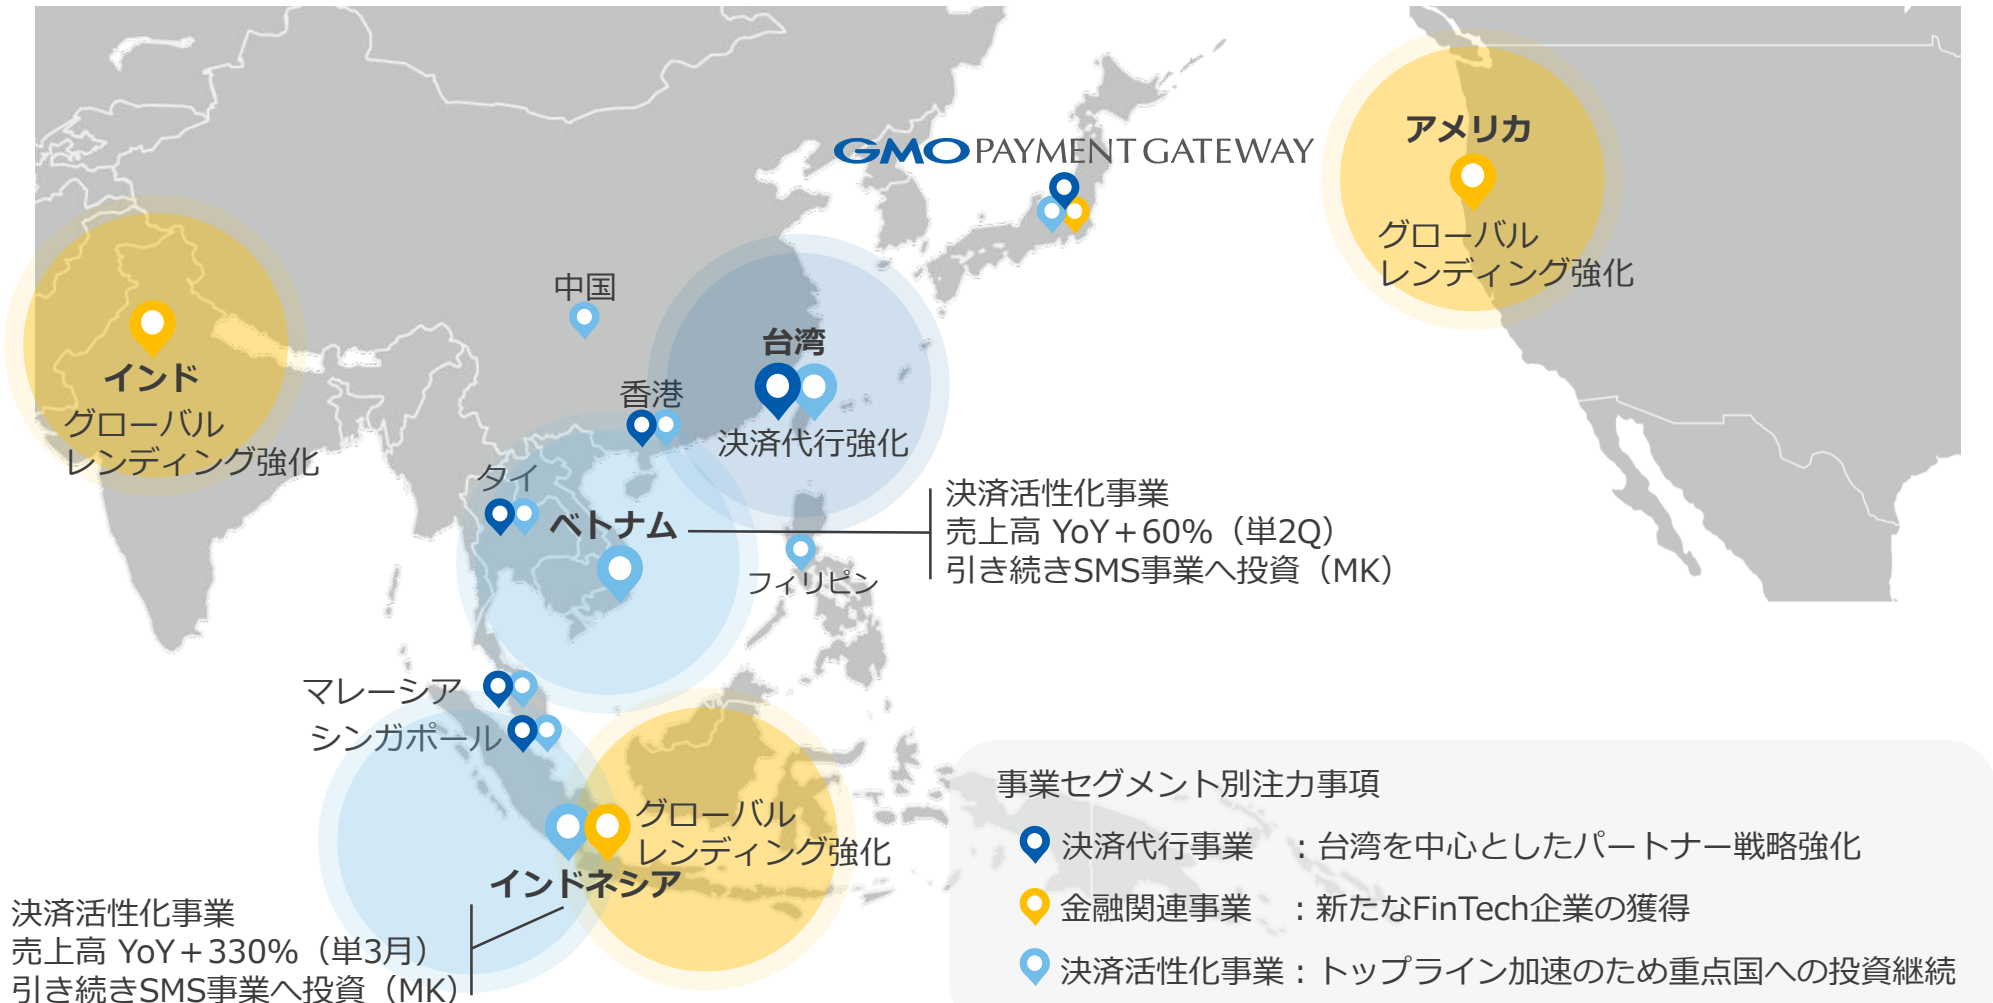 GMO PAYMENT GATEWAY
アメリカ
グローバル
レンディング強化
中国
台湾
決済代行強化
香港
インド
グローバル
レンディング強化
タイ
ベトナム
決済活性化事業
売上高 YoY+60%（単2Q）
引き続きSMS事業へ投資（MK）
フィリピン
マレーシア
シンガポール
グローバル
レンディング強化
インドネシア
決済活性化事業
売上高 YoY+330%（単3月）
引き続きSMS事業へ投資（MK）
事業セグメント別注力事項
決済代行事業 ：台湾を中心としたパートナー戦略強化
金融関連事業 ：新たなFinTech企業の獲得
決済活性化事業：トップライン加速のため重点国への投資継続